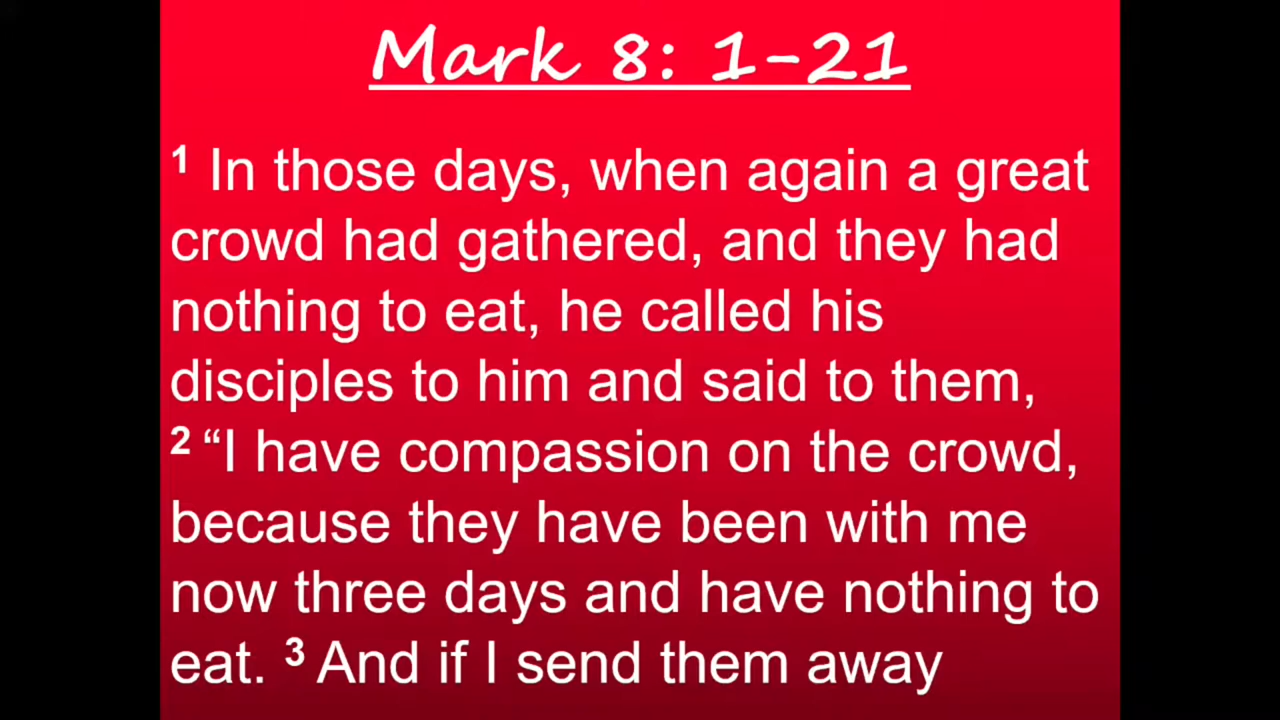 Mark 8: 1-21
1 In those days, when again a great
crowd had gathered, and they had
nothing to eat, he called his
disciples to him and said to them,
2 “I have compassion on the crowd,
because they have been with me
now three days and have nothing to
eat. 3 And if I send them away